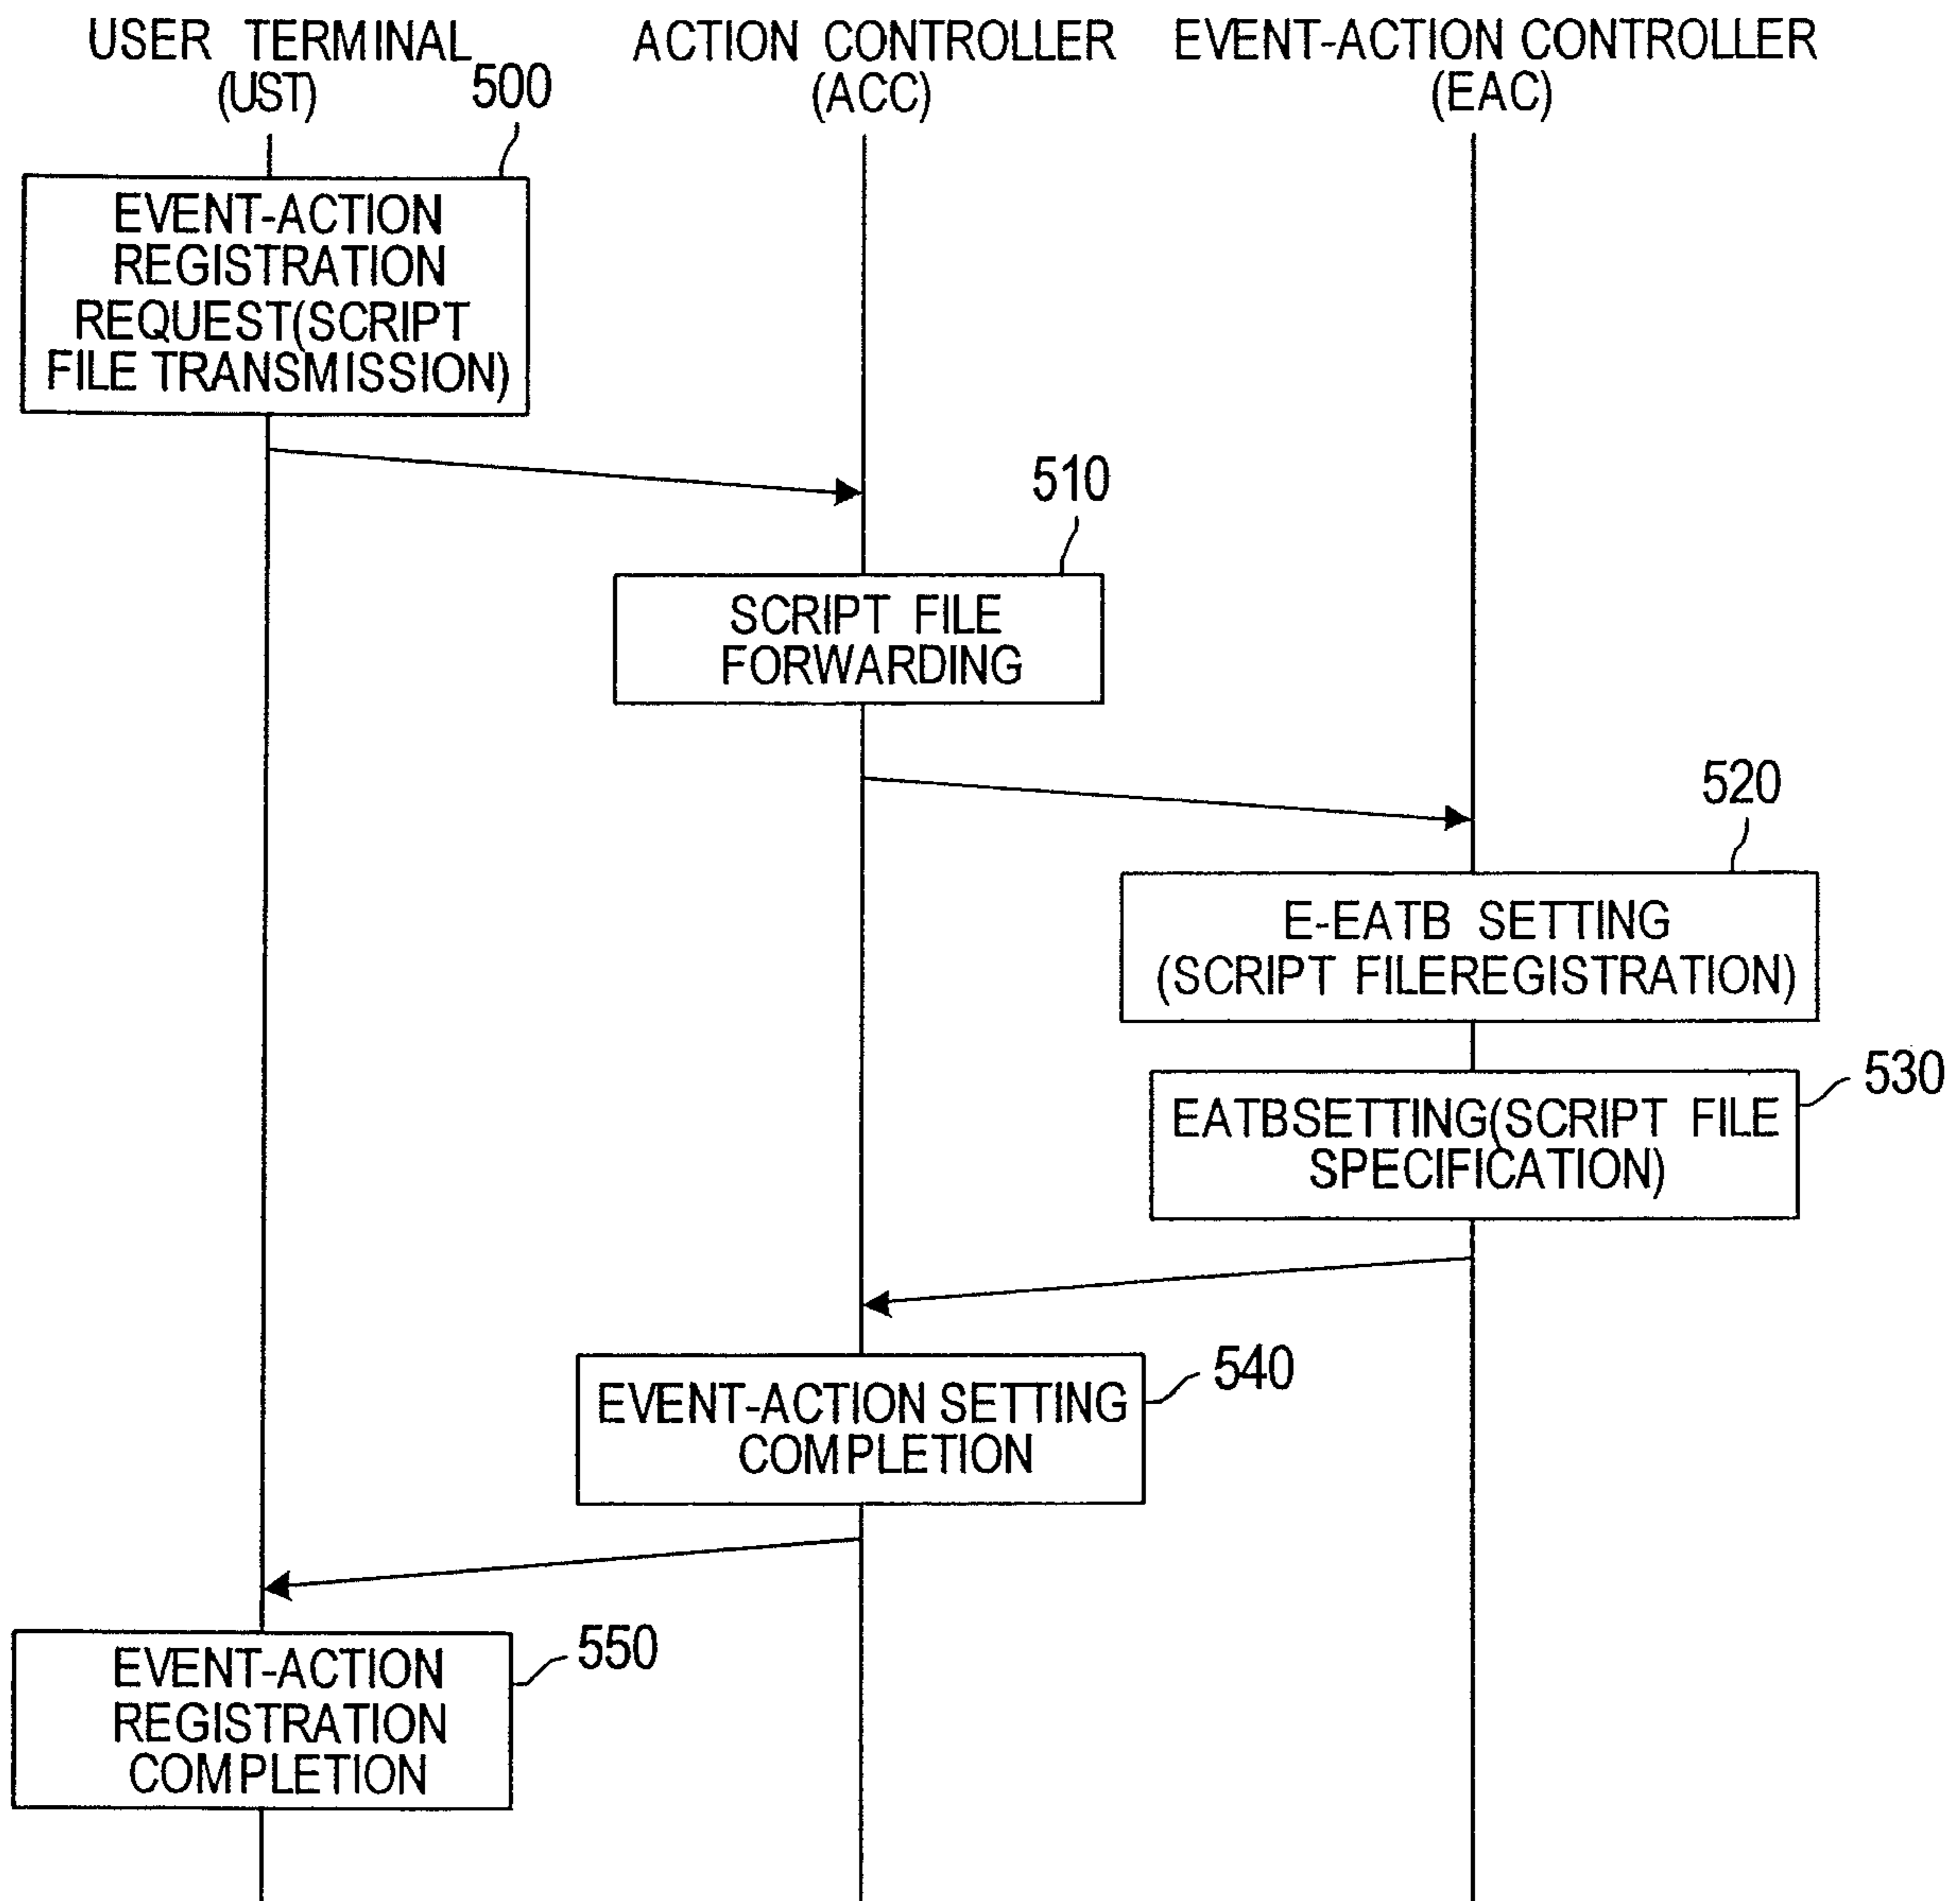 USER TERMINAL
(UST)
ACTION CONTROLLER
(ACC)
EVENT-ACTION CONTROLLER
(EAC)
500
EVENT-ACTION
REGISTRATION
REQUEST(SCRIPT
FILE TRANSMISSION)
510
SCRIPT FILE
FORWARDING
520
E-EATB SETTING
(SCRIPT FILEREGISTRATION)
530
EATBSETTING(SCRIPT FILE
SPECIFICATION)
540
EVENT-ACTION SETTING
COMPLETION
550
EVENT-ACTION
REGISTRATION
COMPLETION